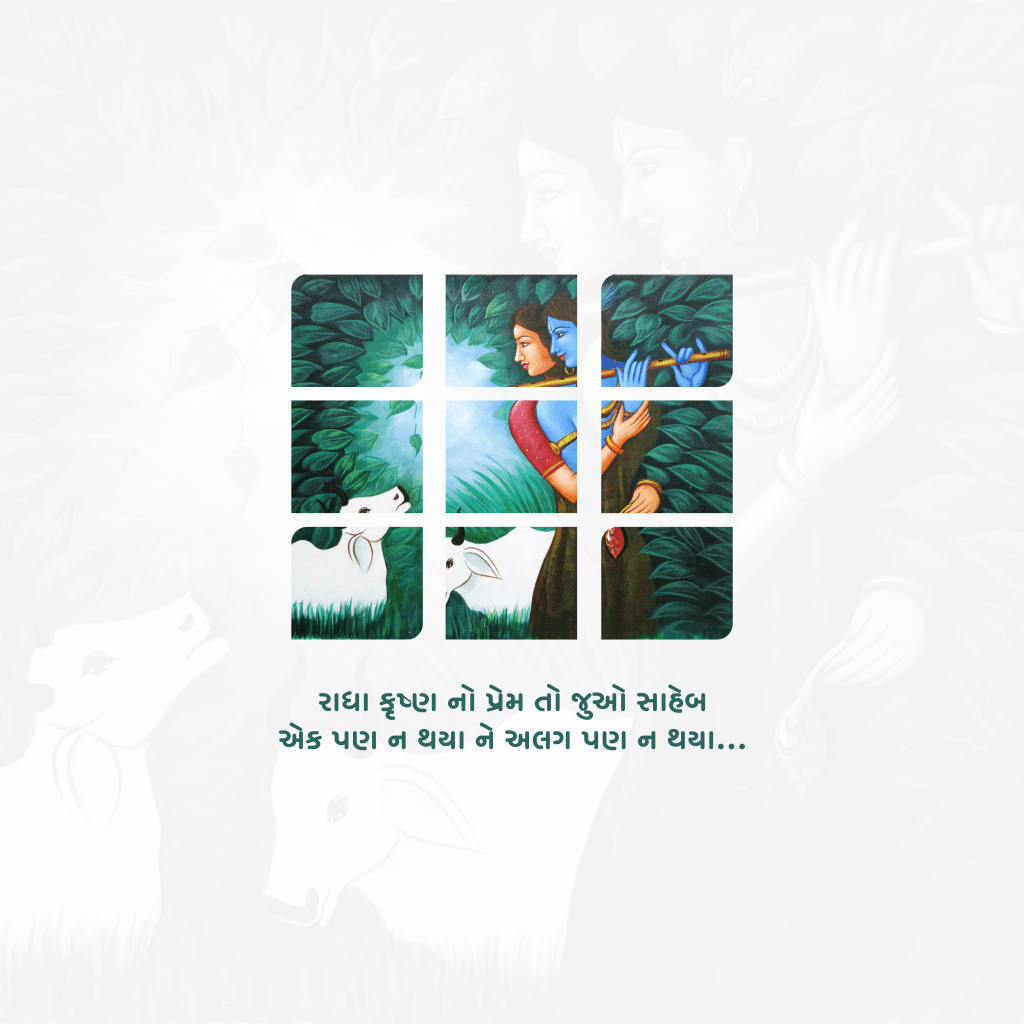 રાધા કૃષ્ણ નો પ્રેમ તો જુઓ સાહેબ
એક પણ ન થયા ને અલગ પણ ન થયા...